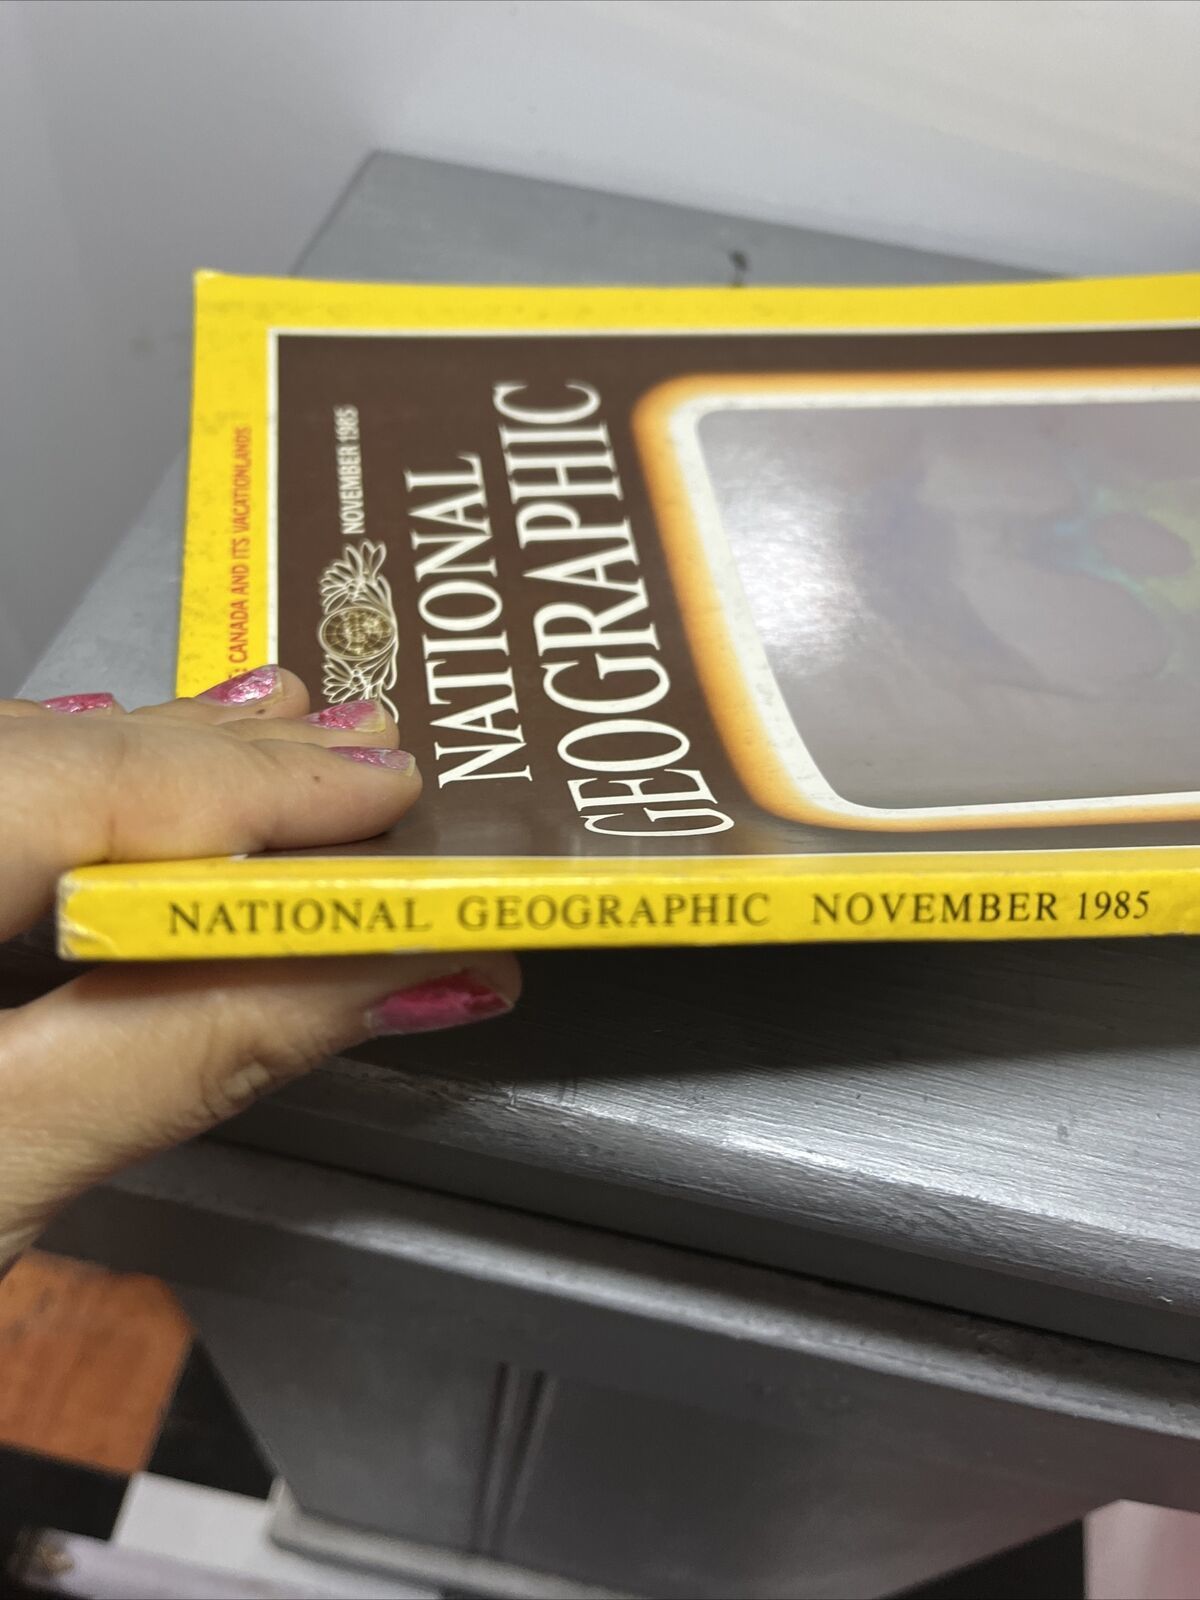 : CANADA AND ITS VACATIONLANDS
NOVEMBER 1985
NATIONAL
GEOGRAPHIC
NATIONAL GEOGRAPHIC NOVEMBER 1985